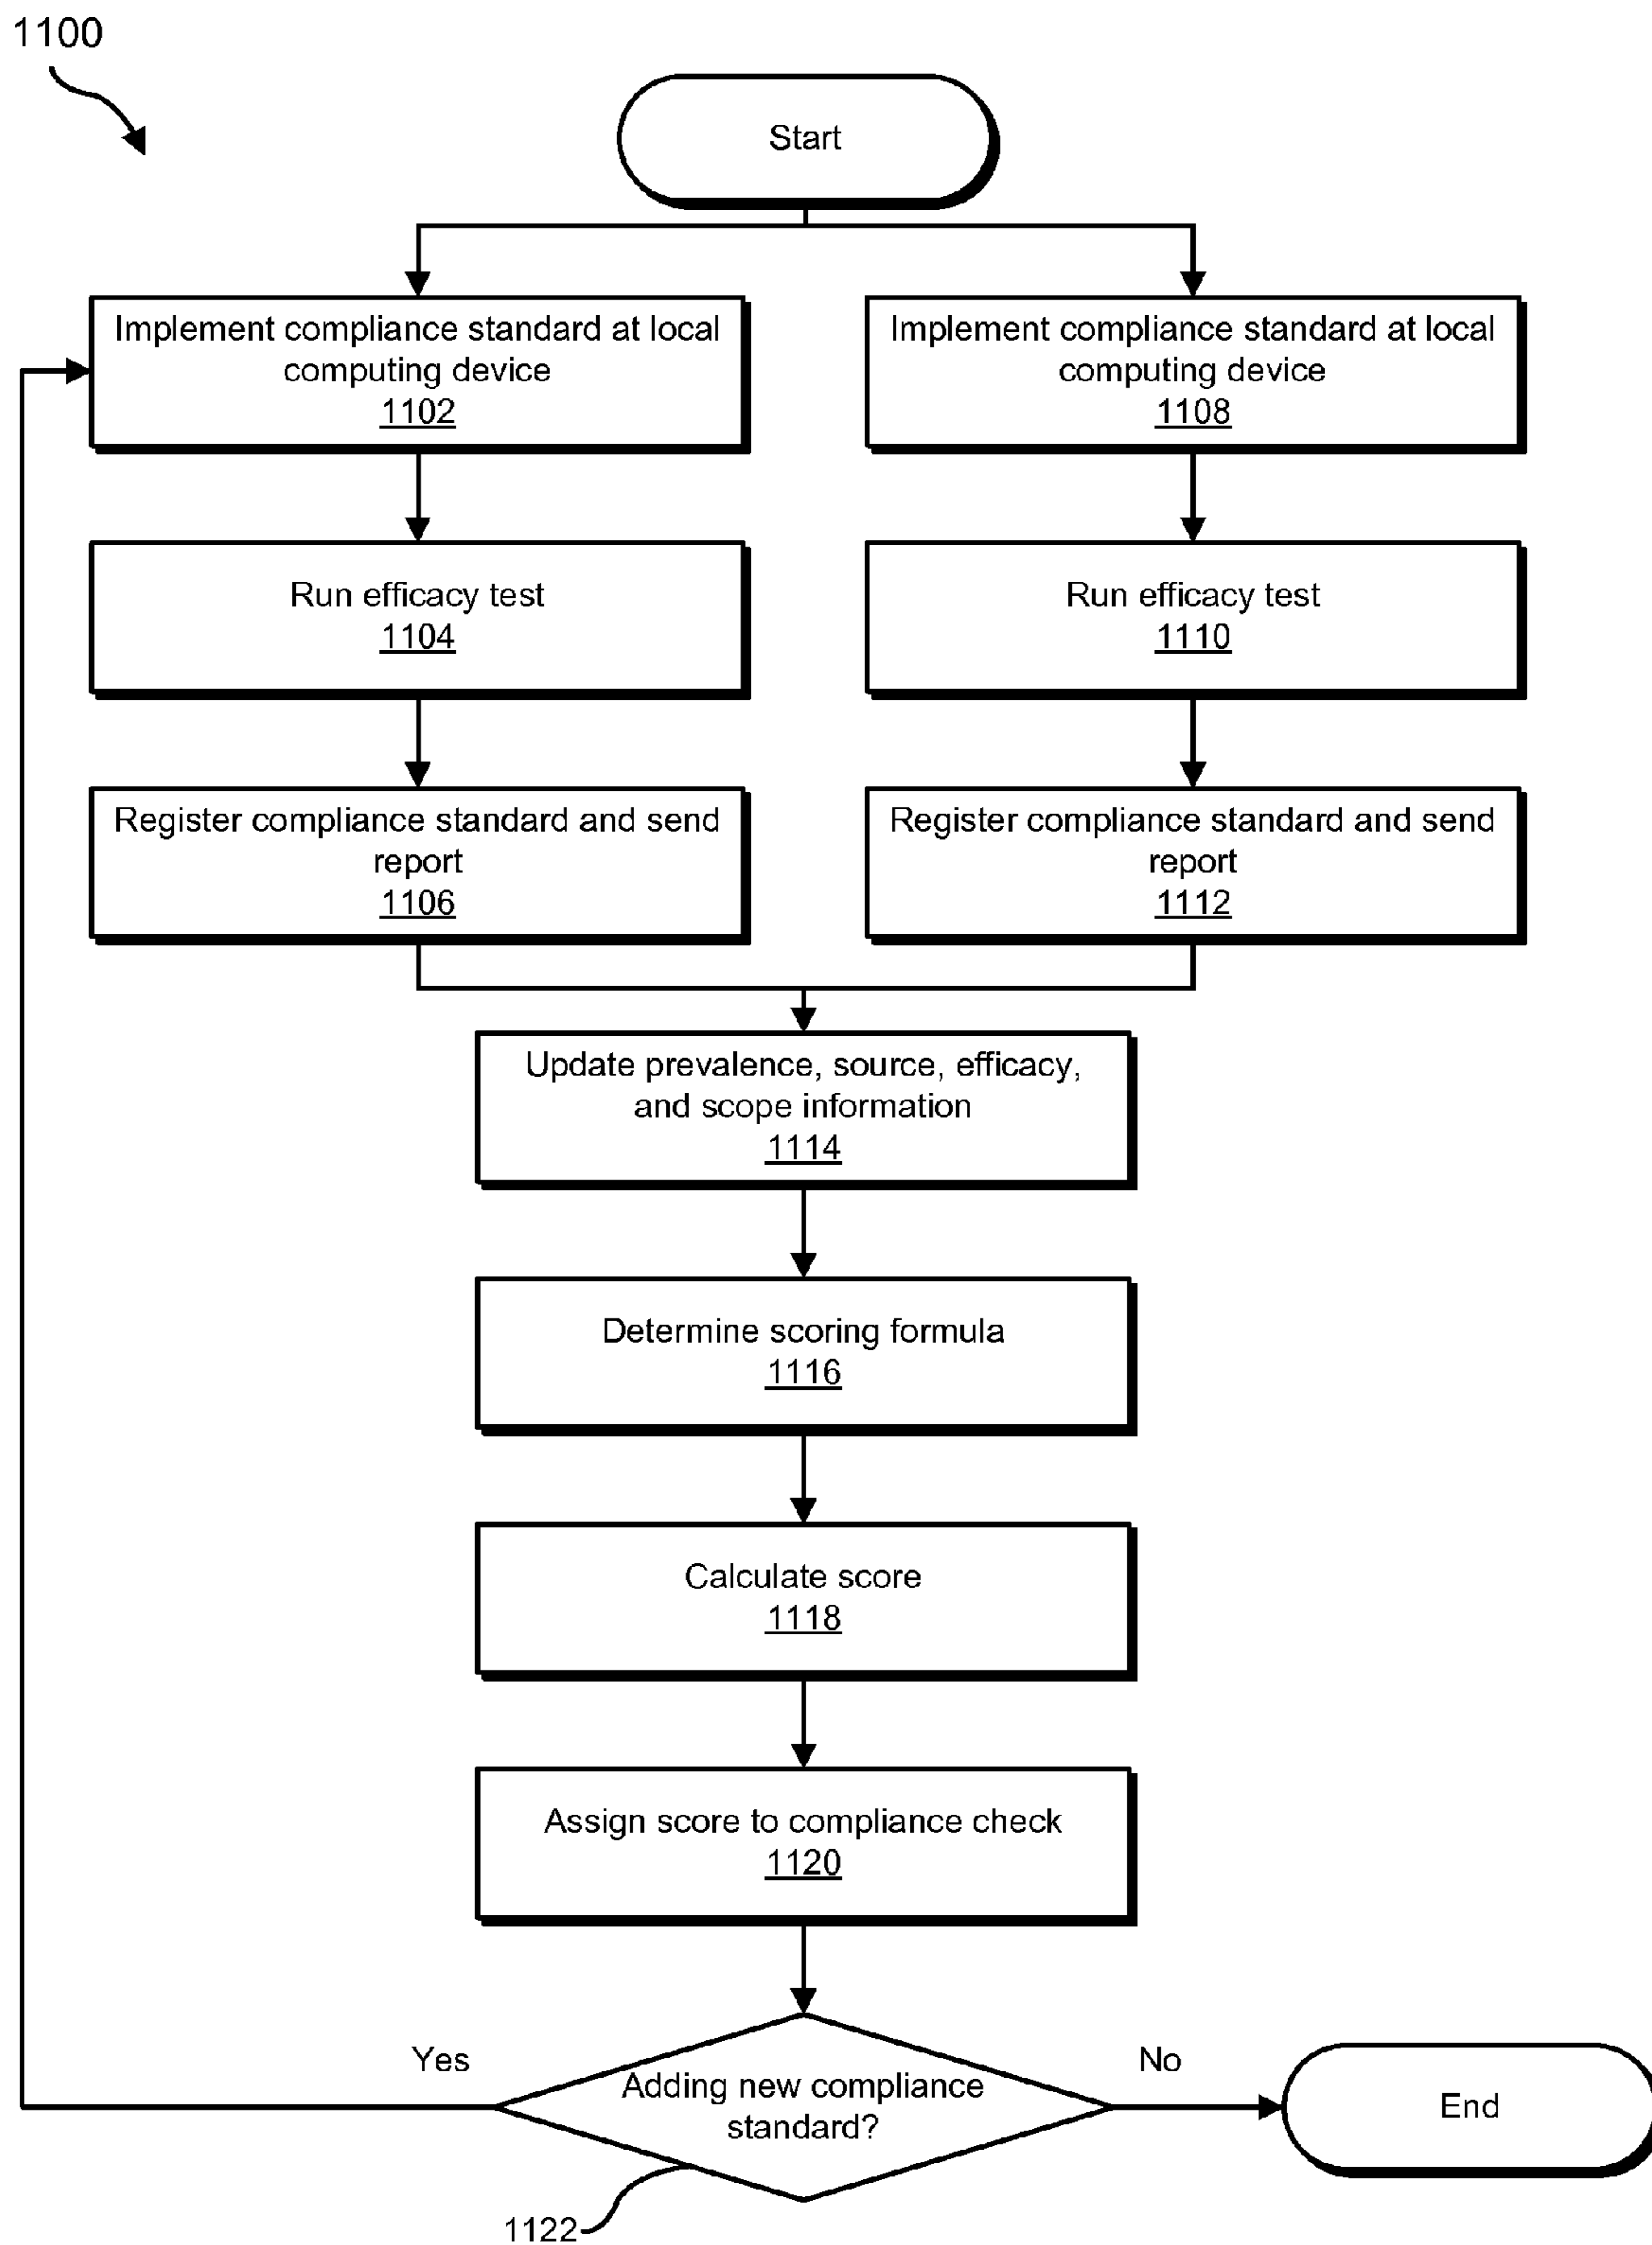 1100
Start
Implement compliance standard at local
computing device
1102
Implement compliance standard at local
computing device
1108
Run efficacy test
1104
Run efficacy test
1110
Register compliance standard and send
report
1106
Register compliance standard and send
report
1112
Update prevalence, source, efficacy,
and scope information
1114
Determine scoring formula
1116
Calculate score
1118
Assign score to compliance check
1120
Yes
No
Adding new compliance
standard?
End
1122